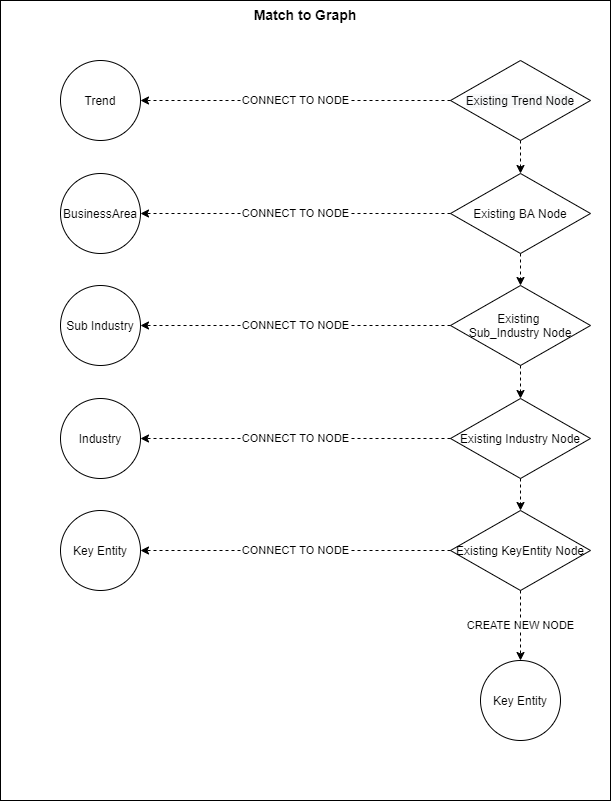 Match to Graph
Trend
CONNECT TO NODE
Existing Trend Node
BusinessArea
CONNECT TO NODE
Existing BA Node
Sub Industry
CONNECT TO NODE
Existing
Sub_Industry Node
Industry
CONNECT TO NODE
Existing Industry Node
Key Entity
CONNECT TO NODE
Existing KeyEntity Node
CREATE NEW NODE
Key Entity